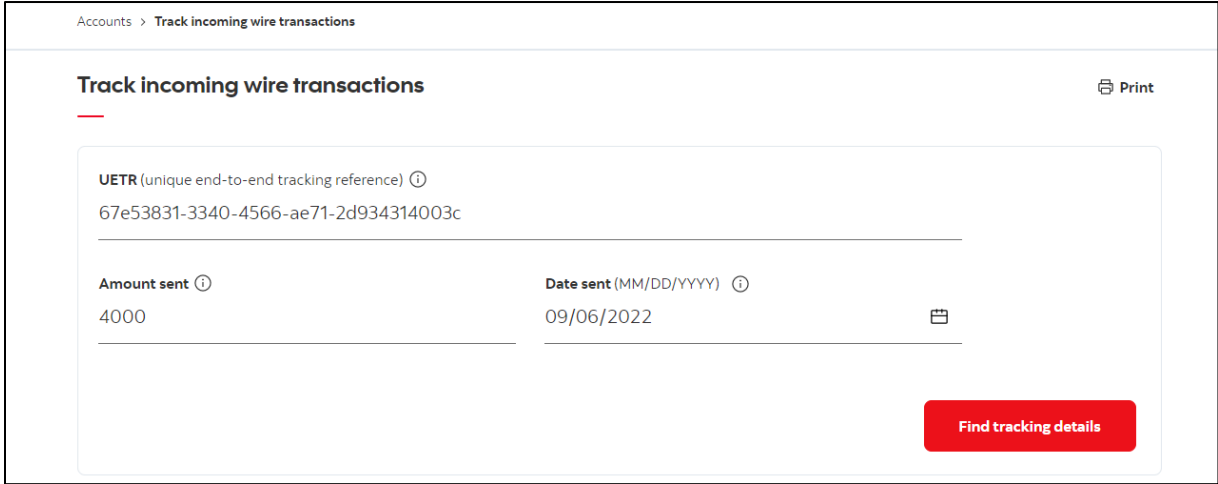 Accounts > Track incoming wire transactions
Track incoming wire transactions
Print
UETR (unique end-to-end tracking reference)
67e53831-3340-4566-ae71-2d934314003c
Amount sent
Date sent (MM/DD/YYYY)
4000
09/06/2022
Find tracking details